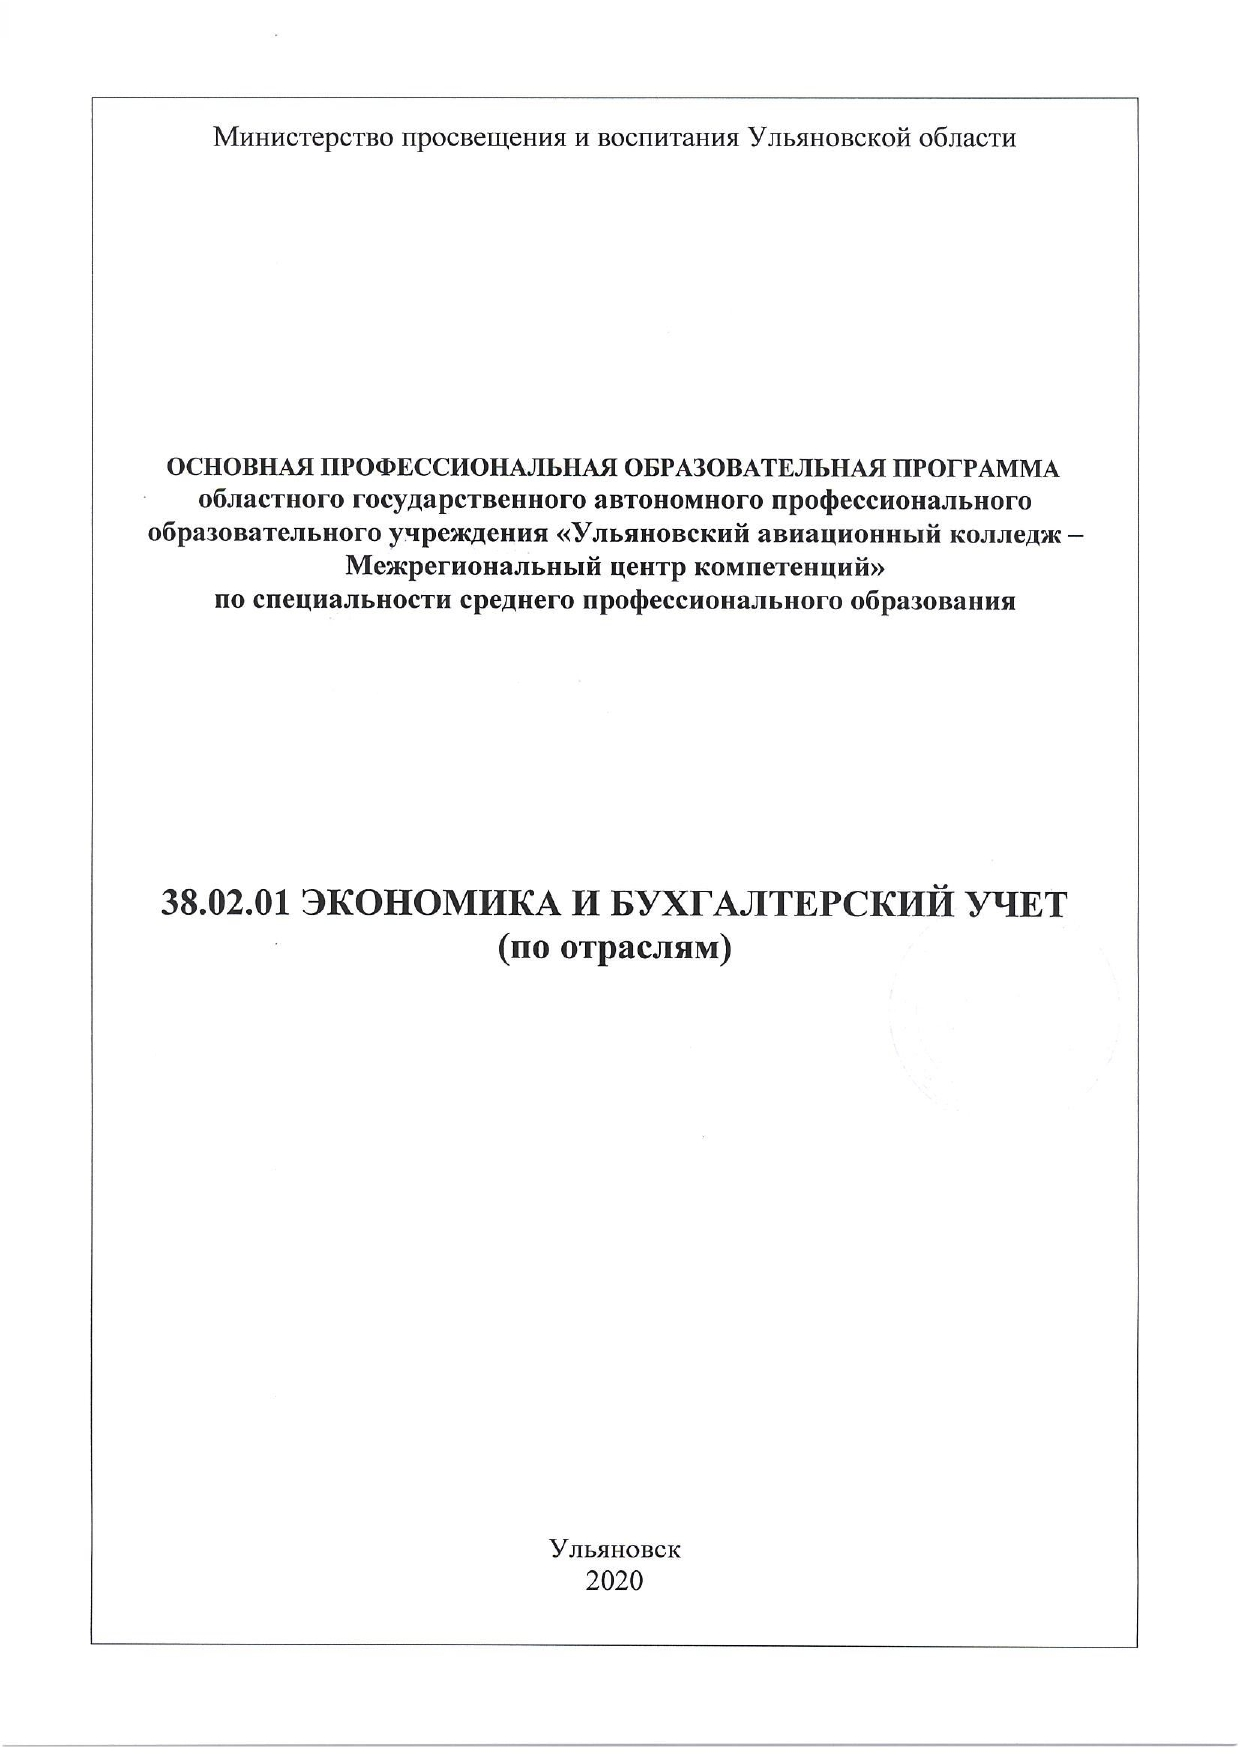 Министерство просвещения и воспитания Ульяновской области
ОСНОВНАЯ ПРОФЕССИОНАЛЬНАЯ ОБРАЗОВАТЕЛЬНАЯ ПРОГРАММА
областного государственного автономного профессионального
образовательного учреждения «Ульяновский авиационный колледж –
Межрегиональный центр компетенций»
по специальности среднего профессионального образования
38.02.01 ЭКОНОМИКА И БУХГАЛТЕРСКИЙ УЧЕТ
(по отраслям)
Ульяновск
2020